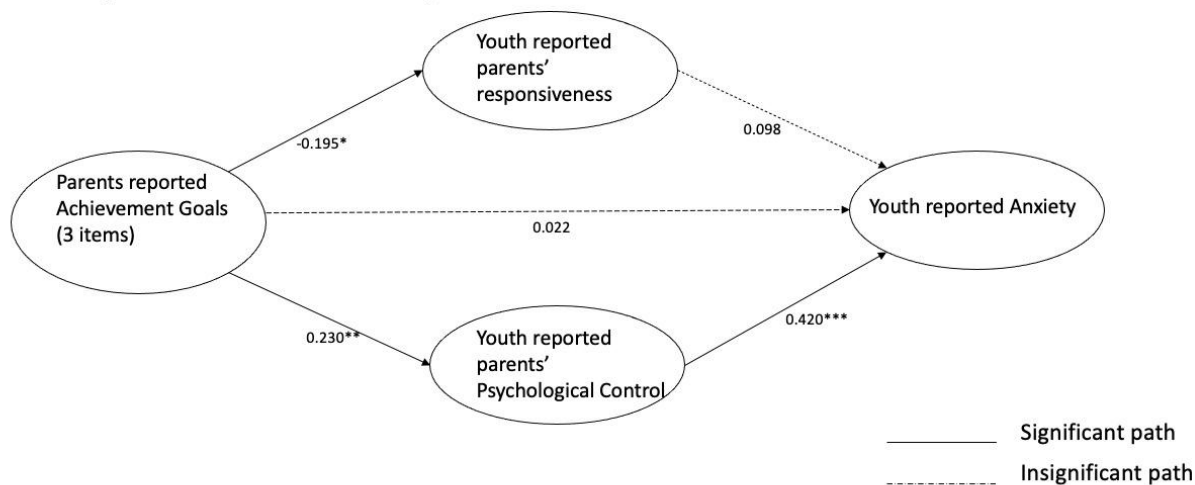 Youth reported
parents’
responsiveness
-0.195*
0.098
Parents reported
Achievement Goals
(3 items)
Youth reported Anxiety
0.022
0.230**
0.420***
Youth reported
parents’
Psychological Control
Significant path
Insignificant path